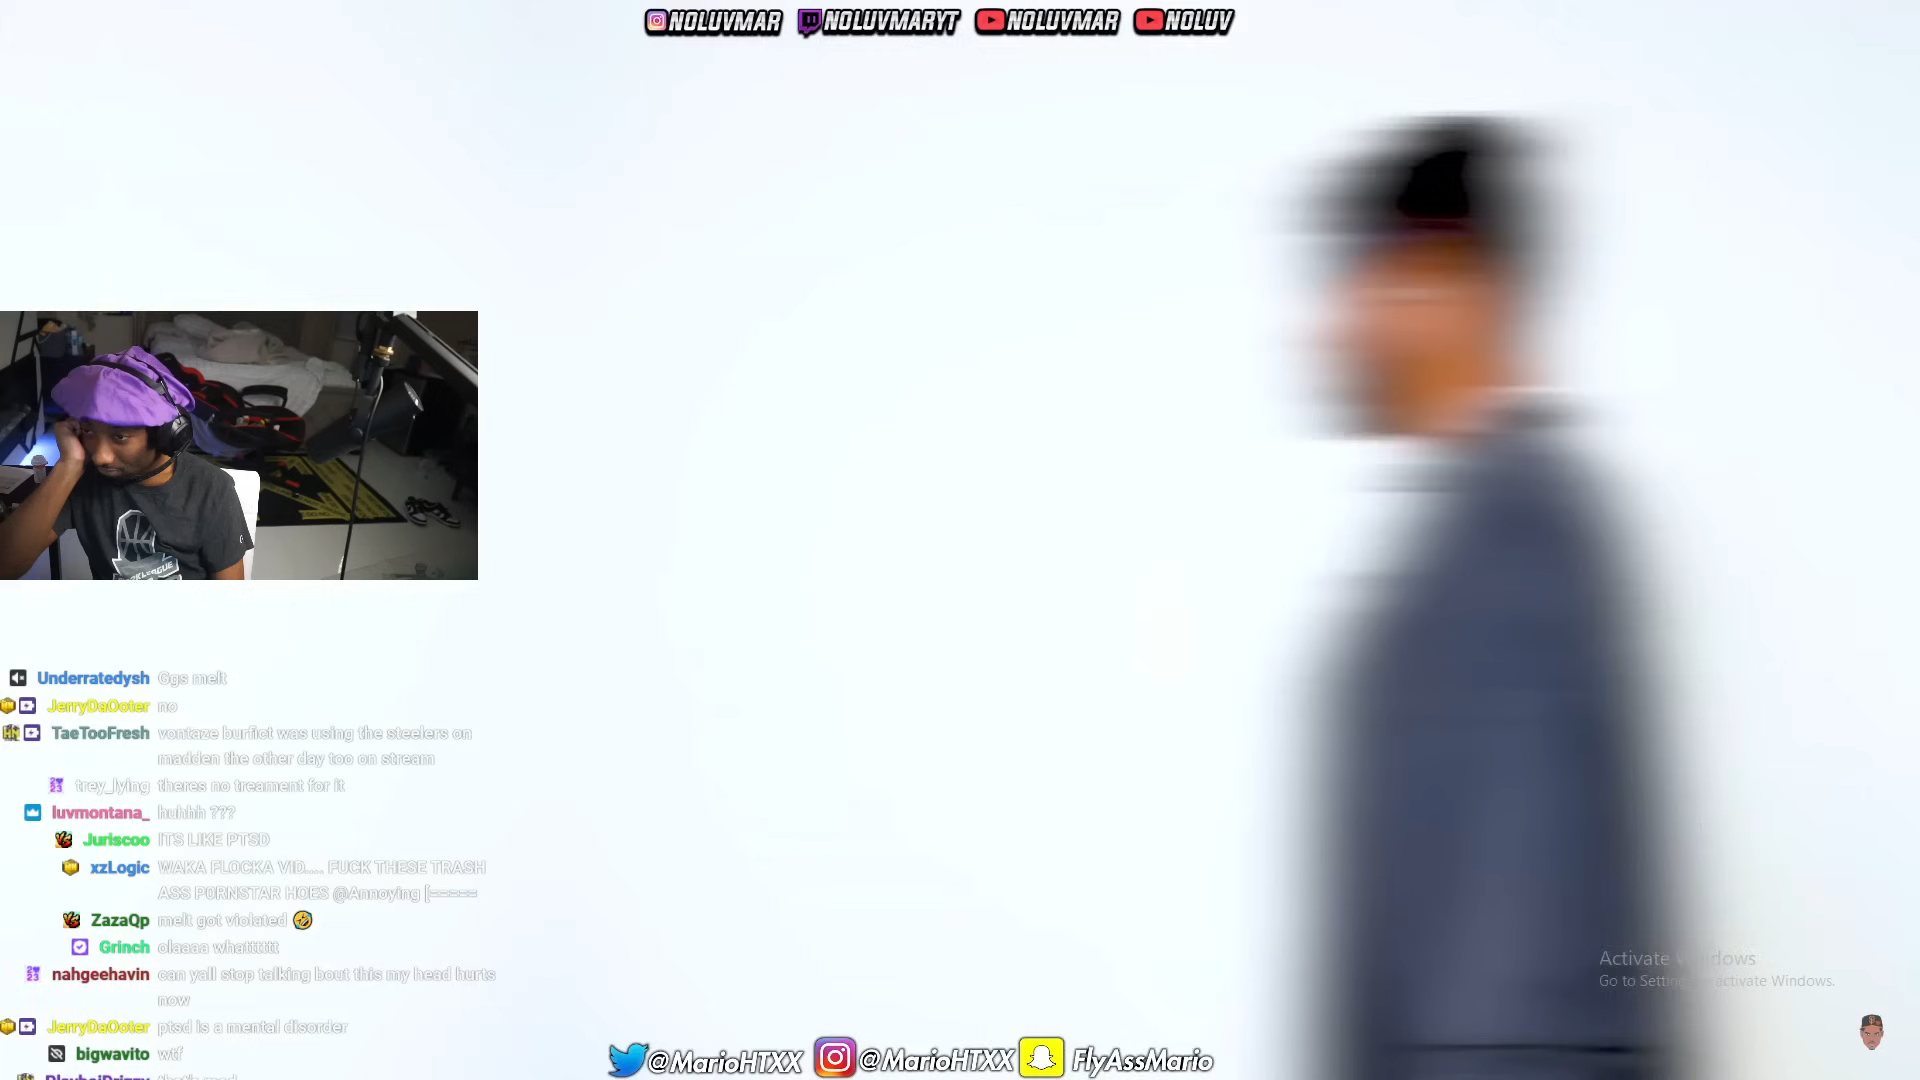 NOLUVMAR NOLUVMARYT NOLUVMAR NOLUV
Underratedysh Ggs melt
JerryDaOoter no
TaeTooFresh vontaze burfict was using the steelers on
madden the other day too on stream
trey_lying theres no treament for it
luvmontana_ huhhh ???
Juriscoo ITS LIKE PTSD
xzLogic WAKA FLOCKA VID.... FUCK THESE TRASH
ASS PORNSTAR HOES @Annoying [=====
ZazaQp melt got violated
Grinch olaaaa whatttttt
nahgeehavin can yall stop talking bout this my head hurts
now
JerryDaOoter ptsd is a mental disorder
bigwavito wtf
Activate Windows
Go to Settings to activate Windows.
@MarioHTXX @MarioHTXX FlyAssMario